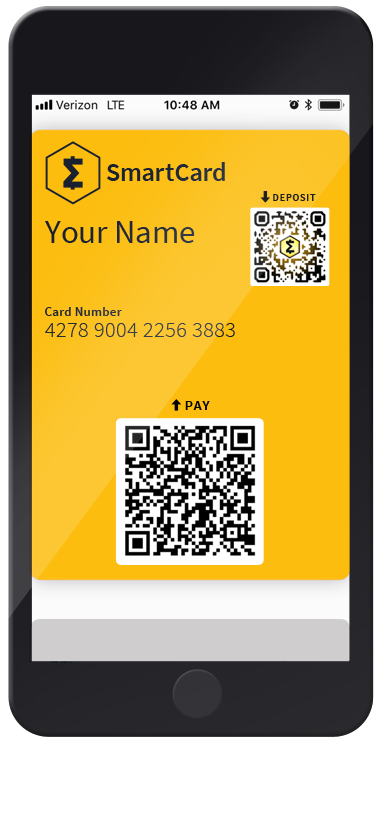 Verizon LTE 10:48 AM
SmartCard
DEPOSIT
Your Name
Card Number
4278 9004 2256 3883
PAY